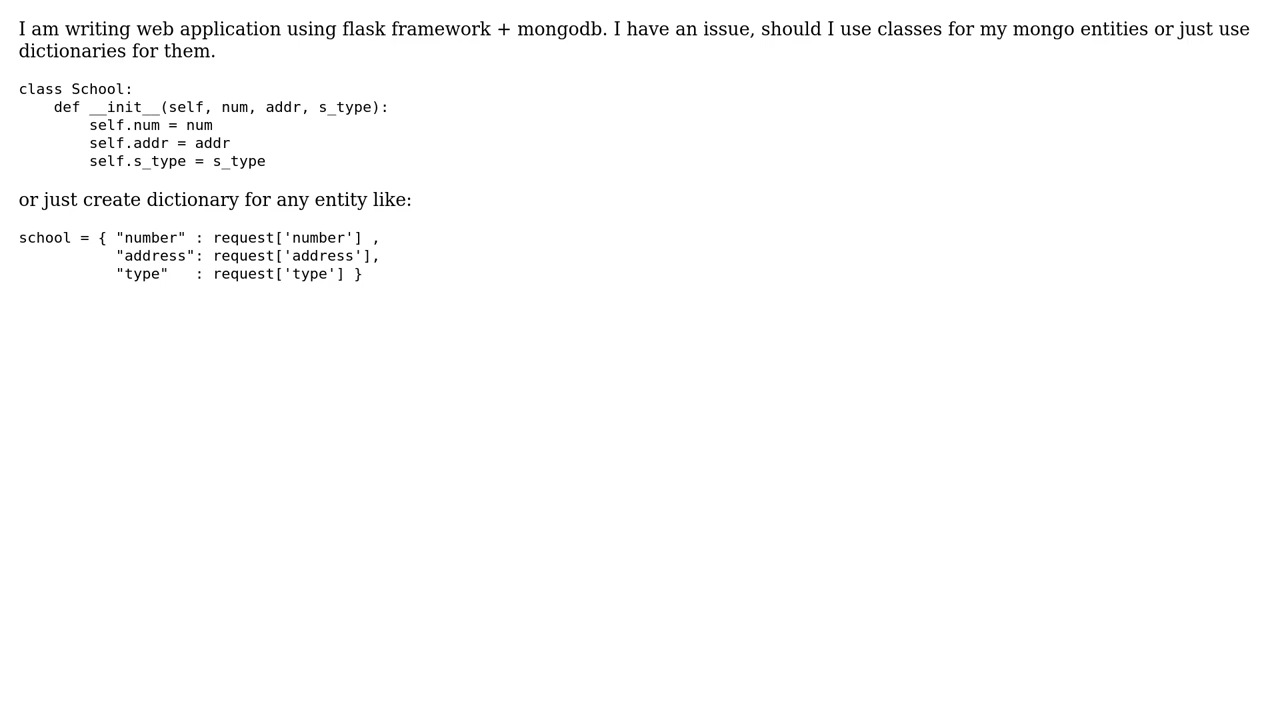 I am writing web application using flask framework + mongodb. I have an issue, should I use classes for my mongo entities or just use
dictionaries for them.
class School:
    def __init__(self, num, addr, s_type):
        self.num = num
        self.addr = addr
        self.s_type = s_type
or just create dictionary for any entity like:
school = { "number" : request['number'] ,
           "address": request['address'],
           "type"   : request['type'] }